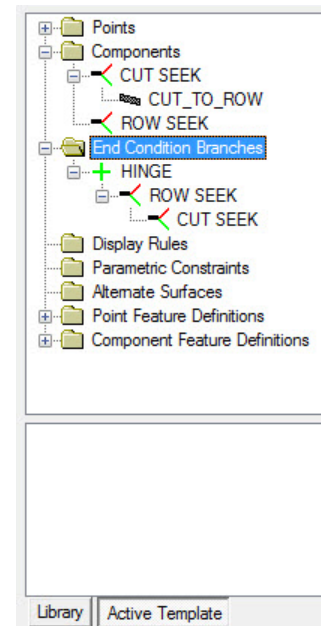 Points
Components
CUT SEEK
CUT_TO_ROW
ROW SEEK
End Condition Branches
HINGE
ROW SEEK
CUT SEEK
Display Rules
Parametric Constraints
Alternate Surfaces
Point Feature Definitions
Component Feature Definitions
Library Active Template